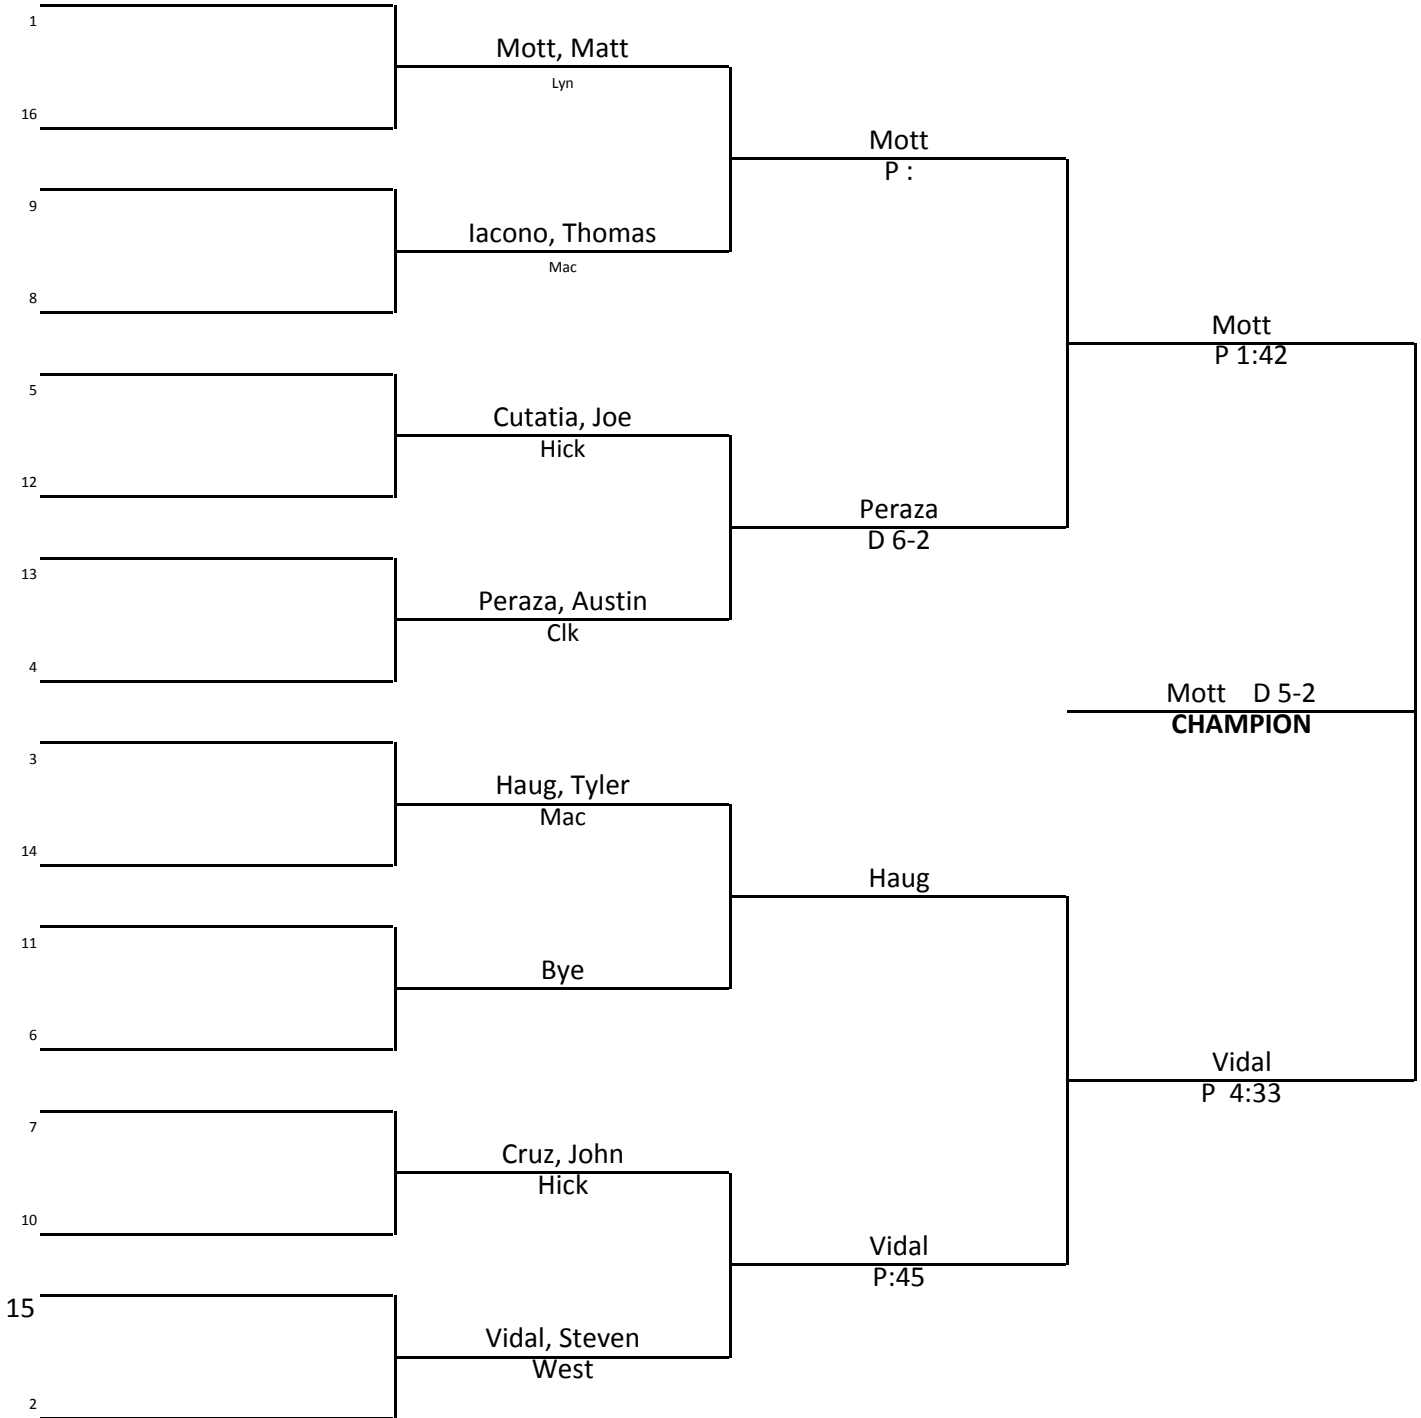 1
Mott, Matt
Lyn
16
Mott
P :
9
Iacono, Thomas
Mac
8
Mott
P 1:42
5
Cutatia, Joe
Hick
12
Peraza
D 6-2
13
Peraza, Austin
Clk
4
Mott D 5-2
CHAMPION
3
Haug, Tyler
Mac
14
Haug
11
Bye
6
Vidal
P 4:33
7
Cruz, John
Hick
10
Vidal
P:45
15
Vidal, Steven
West
2